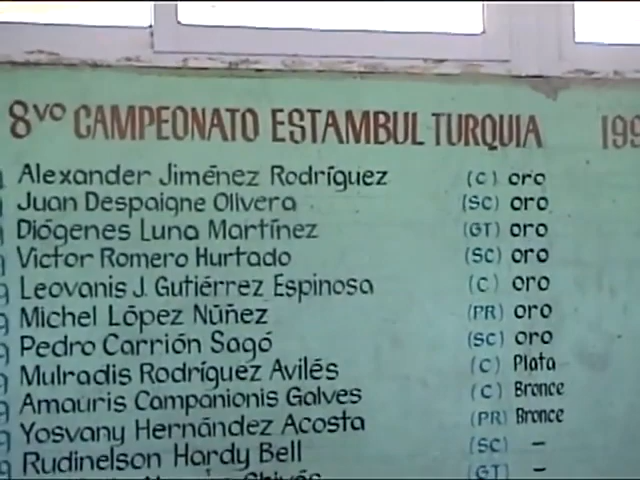 8vo CAMPEONATO ESTAMBUL TURQUIA 199
Alexander Jiménez Rodríguez (C) oro
Juan Despaigne Olivera (SC) oro
Diógenes Luna Martínez (GT) oro
Victor Romero Hurtado (SC) oro
Leovanis J. Gutiérrez Espinosa (C) oro
Michel López Núñez (PR) oro
Pedro Carrión Sagó (SC) oro
Mulradis Rodríguez Avilés (C) Plata
Amauris Campanionis Galves (C) Bronce
Yosvany Hernández Acosta (PR) Bronce
Rudinelson Hardy Bell (SC) –
(GT) –